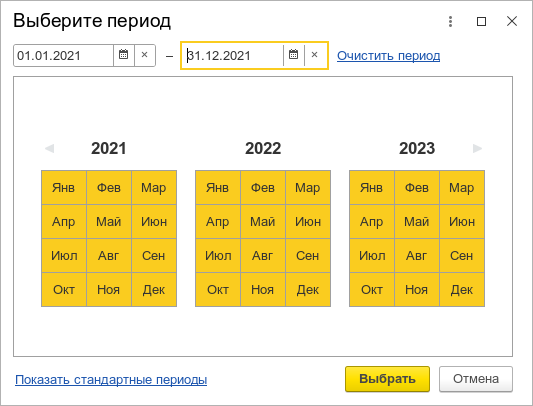 Выберите период
01.01.2021 – 31.12.2021 Очистить период
2021 2022 2023
Янв Фев Мар Янв Фев Мар Янв Фев Мар
Апр Май Июн Апр Май Июн Апр Май Июн
Июл Авг Сен Июл Авг Сен Июл Авг Сен
Окт Ноя Дек Окт Ноя Дек Окт Ноя Дек
Показать стандартные периоды Выбрать Отмена